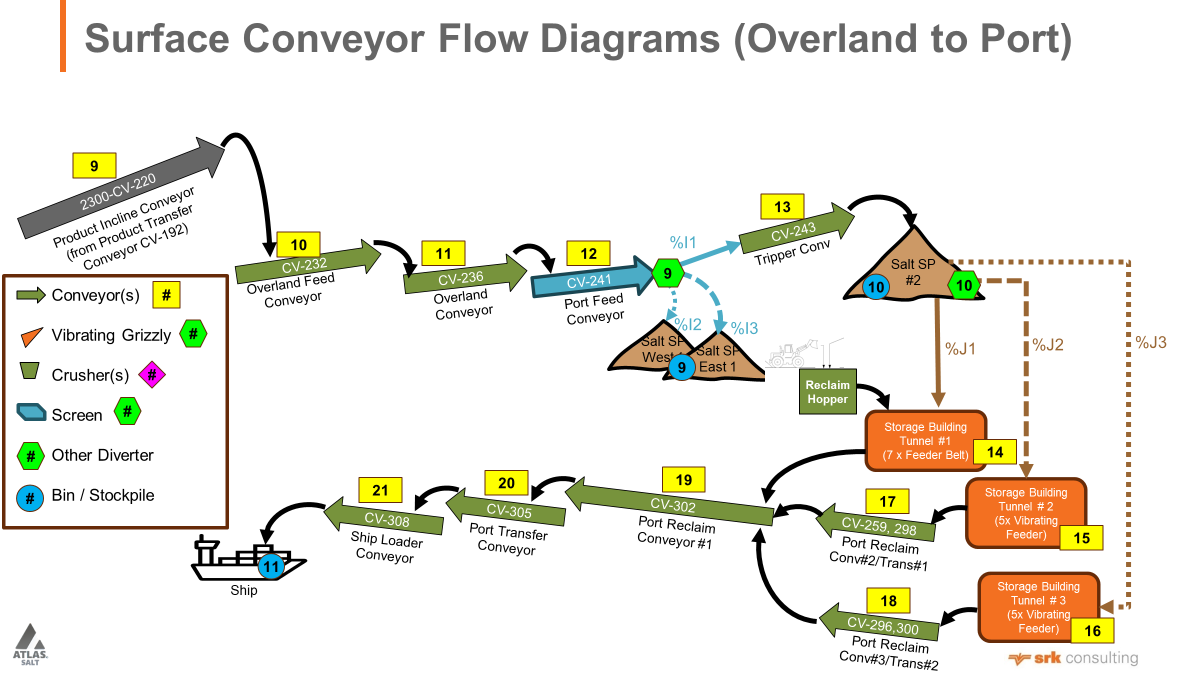 Surface Conveyor Flow Diagrams (Overland to Port)
9
2300-CV-220
Product Incline Conveyor
(from Product Transfer
Conveyor CV-192)
10
CV-232
Overland Feed
Conveyor
11
CV-236
Overland
Conveyor
12
CV-241
Port Feed
Conveyor
9
%I1
%I2
%I3
13
CV-243
Tripper Conv
Salt SP
#2
10
10
Salt SP
West 1
Salt SP
East 1
9
%J1
%J2
%J3
Reclaim
Hopper
Conveyor(s)
#
Vibrating Grizzly
#
Crusher(s)
#
Screen
#
#
Other Diverter
#
Bin / Stockpile
Storage Building
Tunnel #1
(7 x Feeder Belt)
14
Storage Building
Tunnel # 2
(5x Vibrating
Feeder)
15
Storage Building
Tunnel # 3
(5x Vibrating
Feeder)
16
17
CV-259, 298
Port Reclaim
Conv#2/Trans#1
18
CV-296,300
Port Reclaim
Conv#3/Trans#2
19
CV-302
Port Reclaim
Conveyor #1
20
CV-305
Port Transfer
Conveyor
21
CV-308
Ship Loader
Conveyor
11
Ship
ATLAS.
SALT
srk consulting